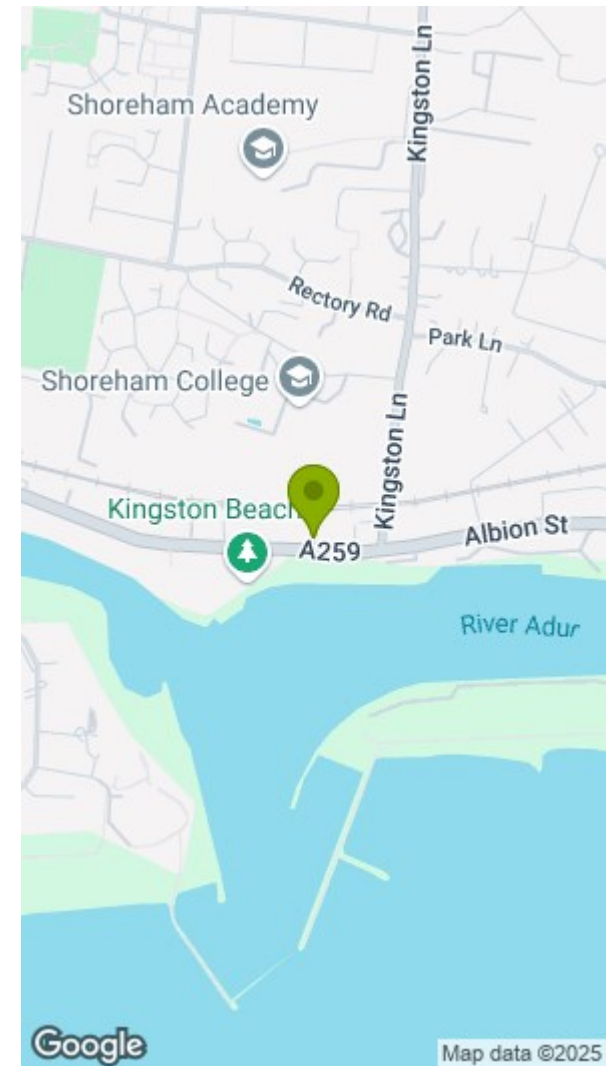 Kingston Ln
Shoreham Academy
Rectory Rd
Park Ln
Shoreham College
Kingston Ln
Kingston Beach
Albion St
A259
River Adur
Google
Map data ©2025